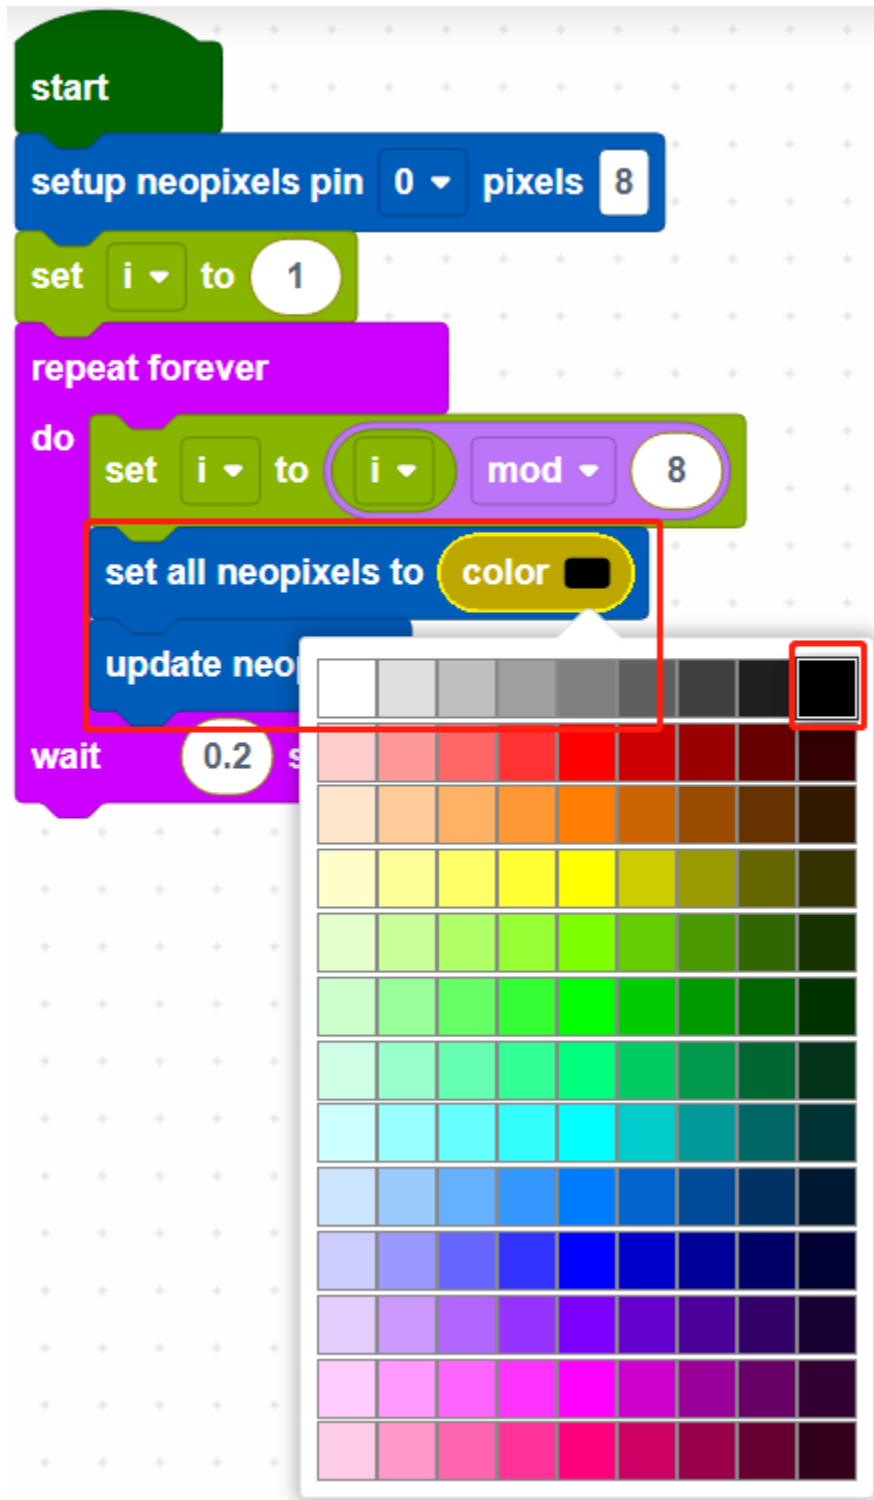 start
setup neopixels pin 0 pixels 8
set i to 1
repeat forever
do
set i to i mod 8
set all neopixels to color
update
wait 0.2